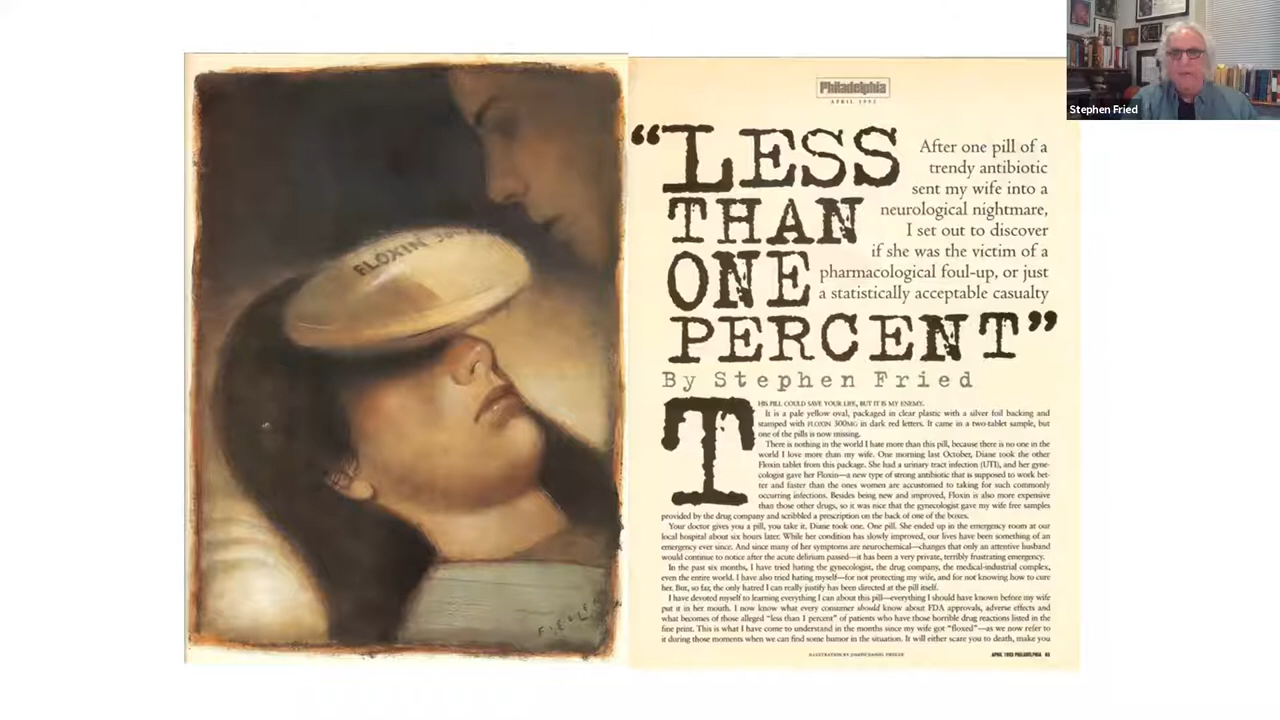 Stephen Fried
FLOXIN 300
FIEDLER
Philadelphia
APRIL 1993
“LESS
THAN
ONE
PERCENT”
After one pill of a
trendy antibiotic
sent my wife into a
neurological nightmare,
I set out to discover
if she was the victim of a
pharmacological foul-up, or just
a statistically acceptable casualty
By Stephen Fried
THIS PILL COULD SAVE YOUR LIFE, BUT IT IS MY ENEMY.
It is a pale yellow oval, packaged in clear plastic with a silver foil backing and
stamped with FLOXIN 300MG in dark red letters. It came in a two-tablet sample, but
one of the pills is now missing.
There is nothing in the world I hate more than this pill, because there is no one in the
world I love more than my wife. One morning last October, Diane took the other
Floxin tablet from this package. She had a urinary tract infection (UTI), and her gyne-
cologist gave her Floxin—a new type of strong antibiotic that is supposed to work bet-
ter and faster than the ones women are accustomed to taking for such commonly
occurring infections. Besides being new and improved, Floxin is also more expensive
than those other drugs, so it was nice that the gynecologist gave my wife free samples
provided by the drug company and scribbled a prescription on the back of one of the boxes.
Your doctor gives you a pill, you take it. Diane took one. One pill. She ended up in the emergency room at our
local hospital about six hours later. While her condition has slowly improved, our lives have been something of an
emergency ever since. And since many of her symptoms are neurochemical—changes that only an attentive husband
would continue to notice after the acute delirium passed—it has been a very private, terribly frustrating emergency.
In the past six months, I have tried hating the gynecologist, the drug company, the medical-industrial complex,
even the entire world. I have also tried hating myself—for not protecting my wife, and for not knowing how to cure
her. But, so far, the only hatred I can really justify has been directed at the pill itself.
I have devoted myself to learning everything I can about this pill—everything I should have known before my wife
put it in her mouth. I now know what every consumer should know about FDA approvals, adverse effects and
what becomes of those alleged “less than 1 percent” of patients who have those horrible drug reactions listed in the
fine print. This is what I have come to understand in the months since my wife got “floxed”—as we now refer to
it during those moments when we can find some humor in the situation. It will either scare you to death, make you
ILLUSTRATION BY JOSEPH DANIEL FIEDLER
APRIL 1993 PHILADELPHIA